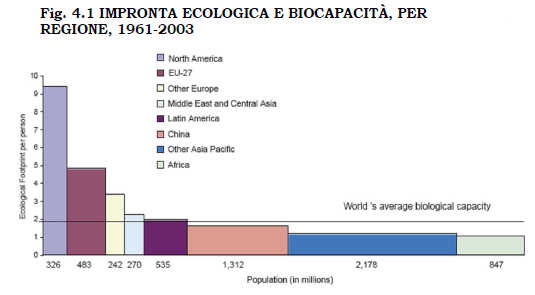 Fig. 4.1 IMPRONTA ECOLOGICA E BIOCAPACITÀ, PER
REGIONE, 1961-2003
North America
EU-27
Other Europe
Middle East and Central Asia
Latin America
China
Other Asia Pacific
Africa
Ecological Footprint per person
10
9
8
7
6
5
4
3
2
1
0
World 's average biological capacity
326 483 242 270 535 1,312 2,178 847
Population (in millions)